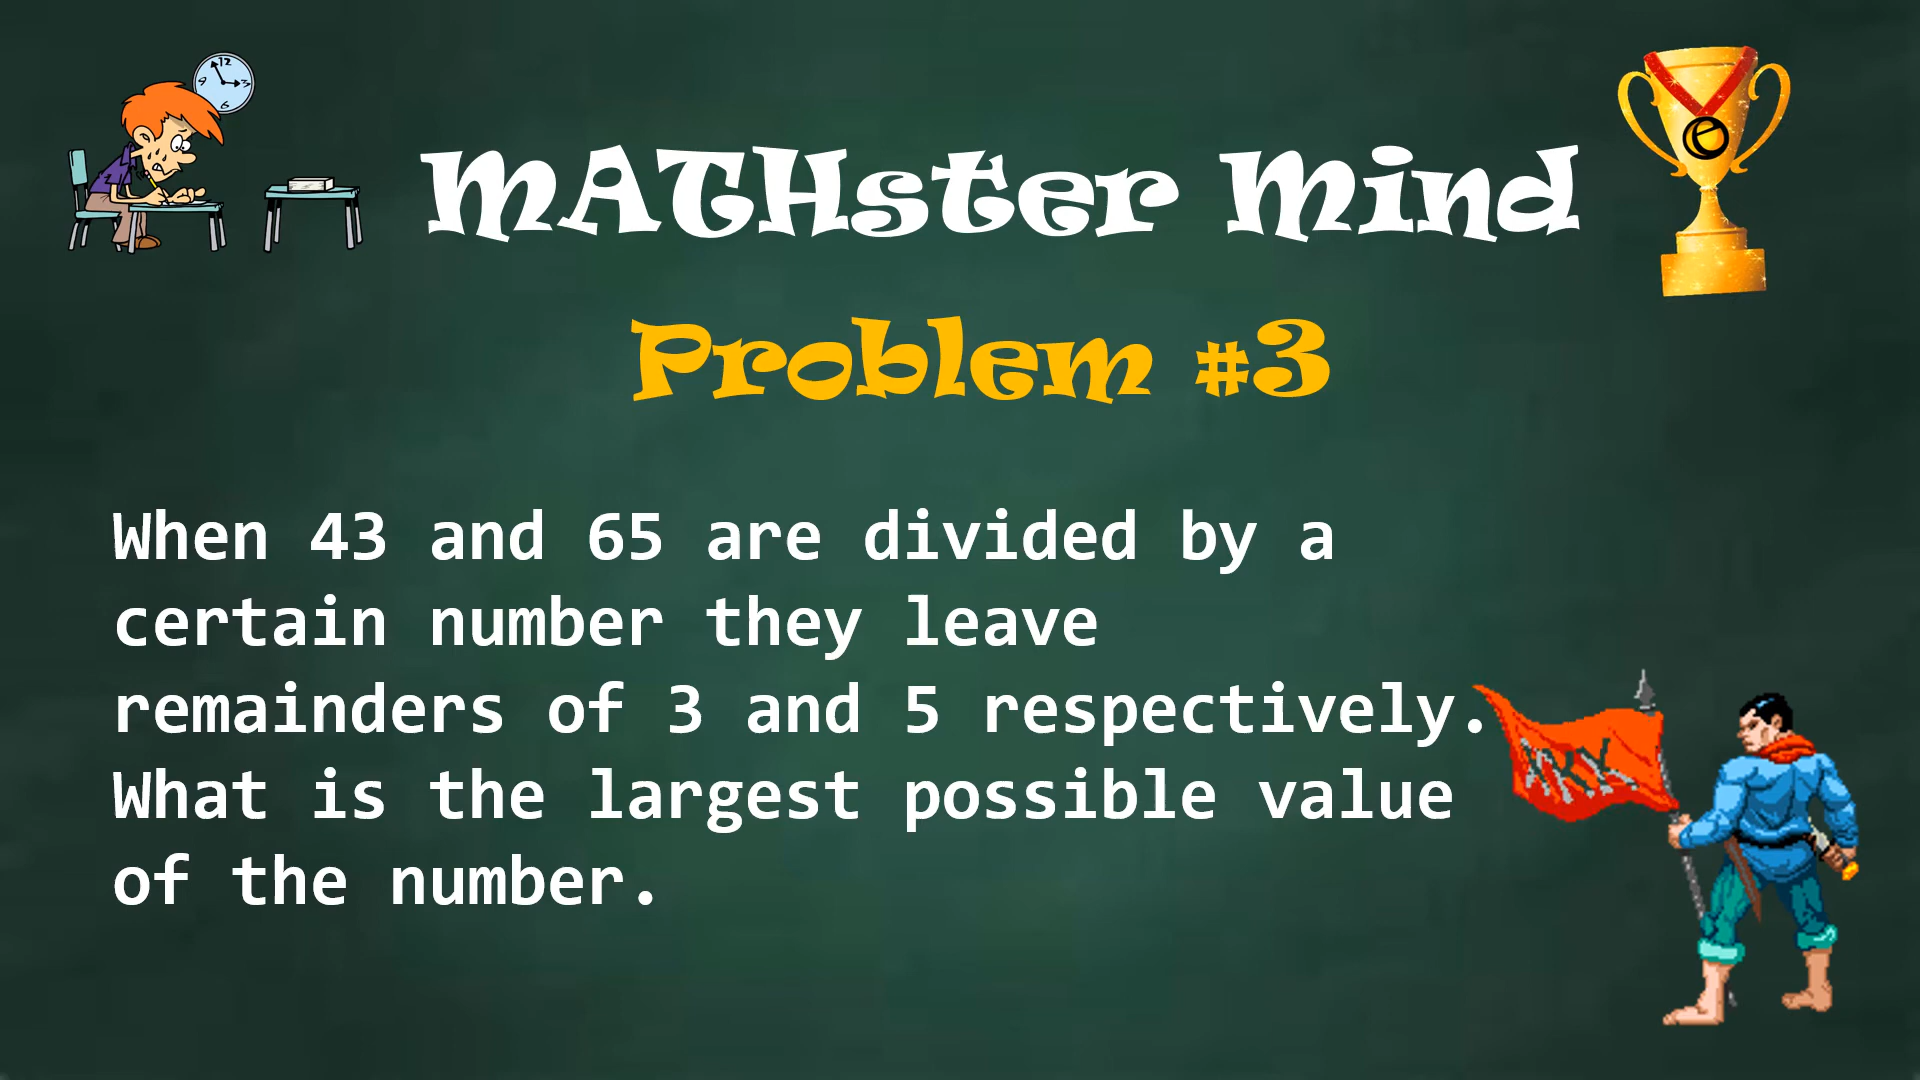 MATHster Mind
Problem #3
When 43 and 65 are divided by a
certain number they leave
remainders of 3 and 5 respectively.
What is the largest possible value
of the number.